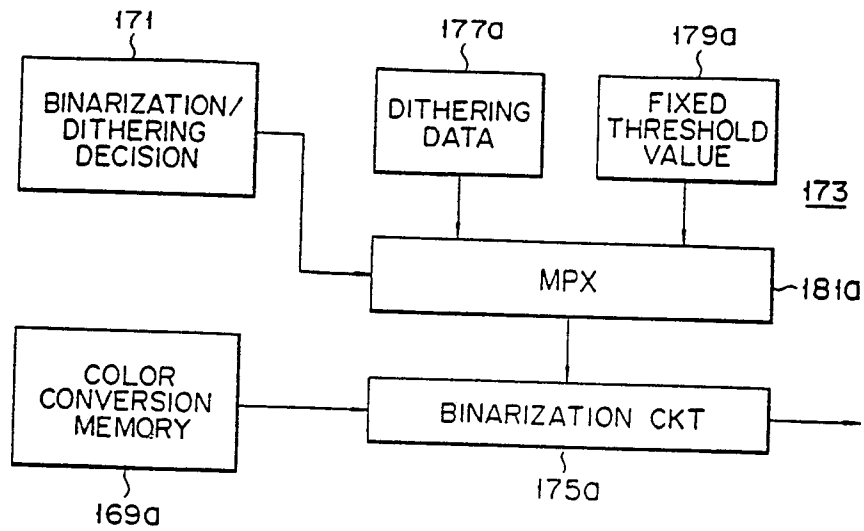 171
BINARIZATION/
DITHERING
DECISION
177a
DITHERING
DATA
179a
FIXED
THRESHOLD
VALUE
173
MPX
181a
COLOR
CONVERSION
MEMORY
169a
BINARIZATION CKT
175a